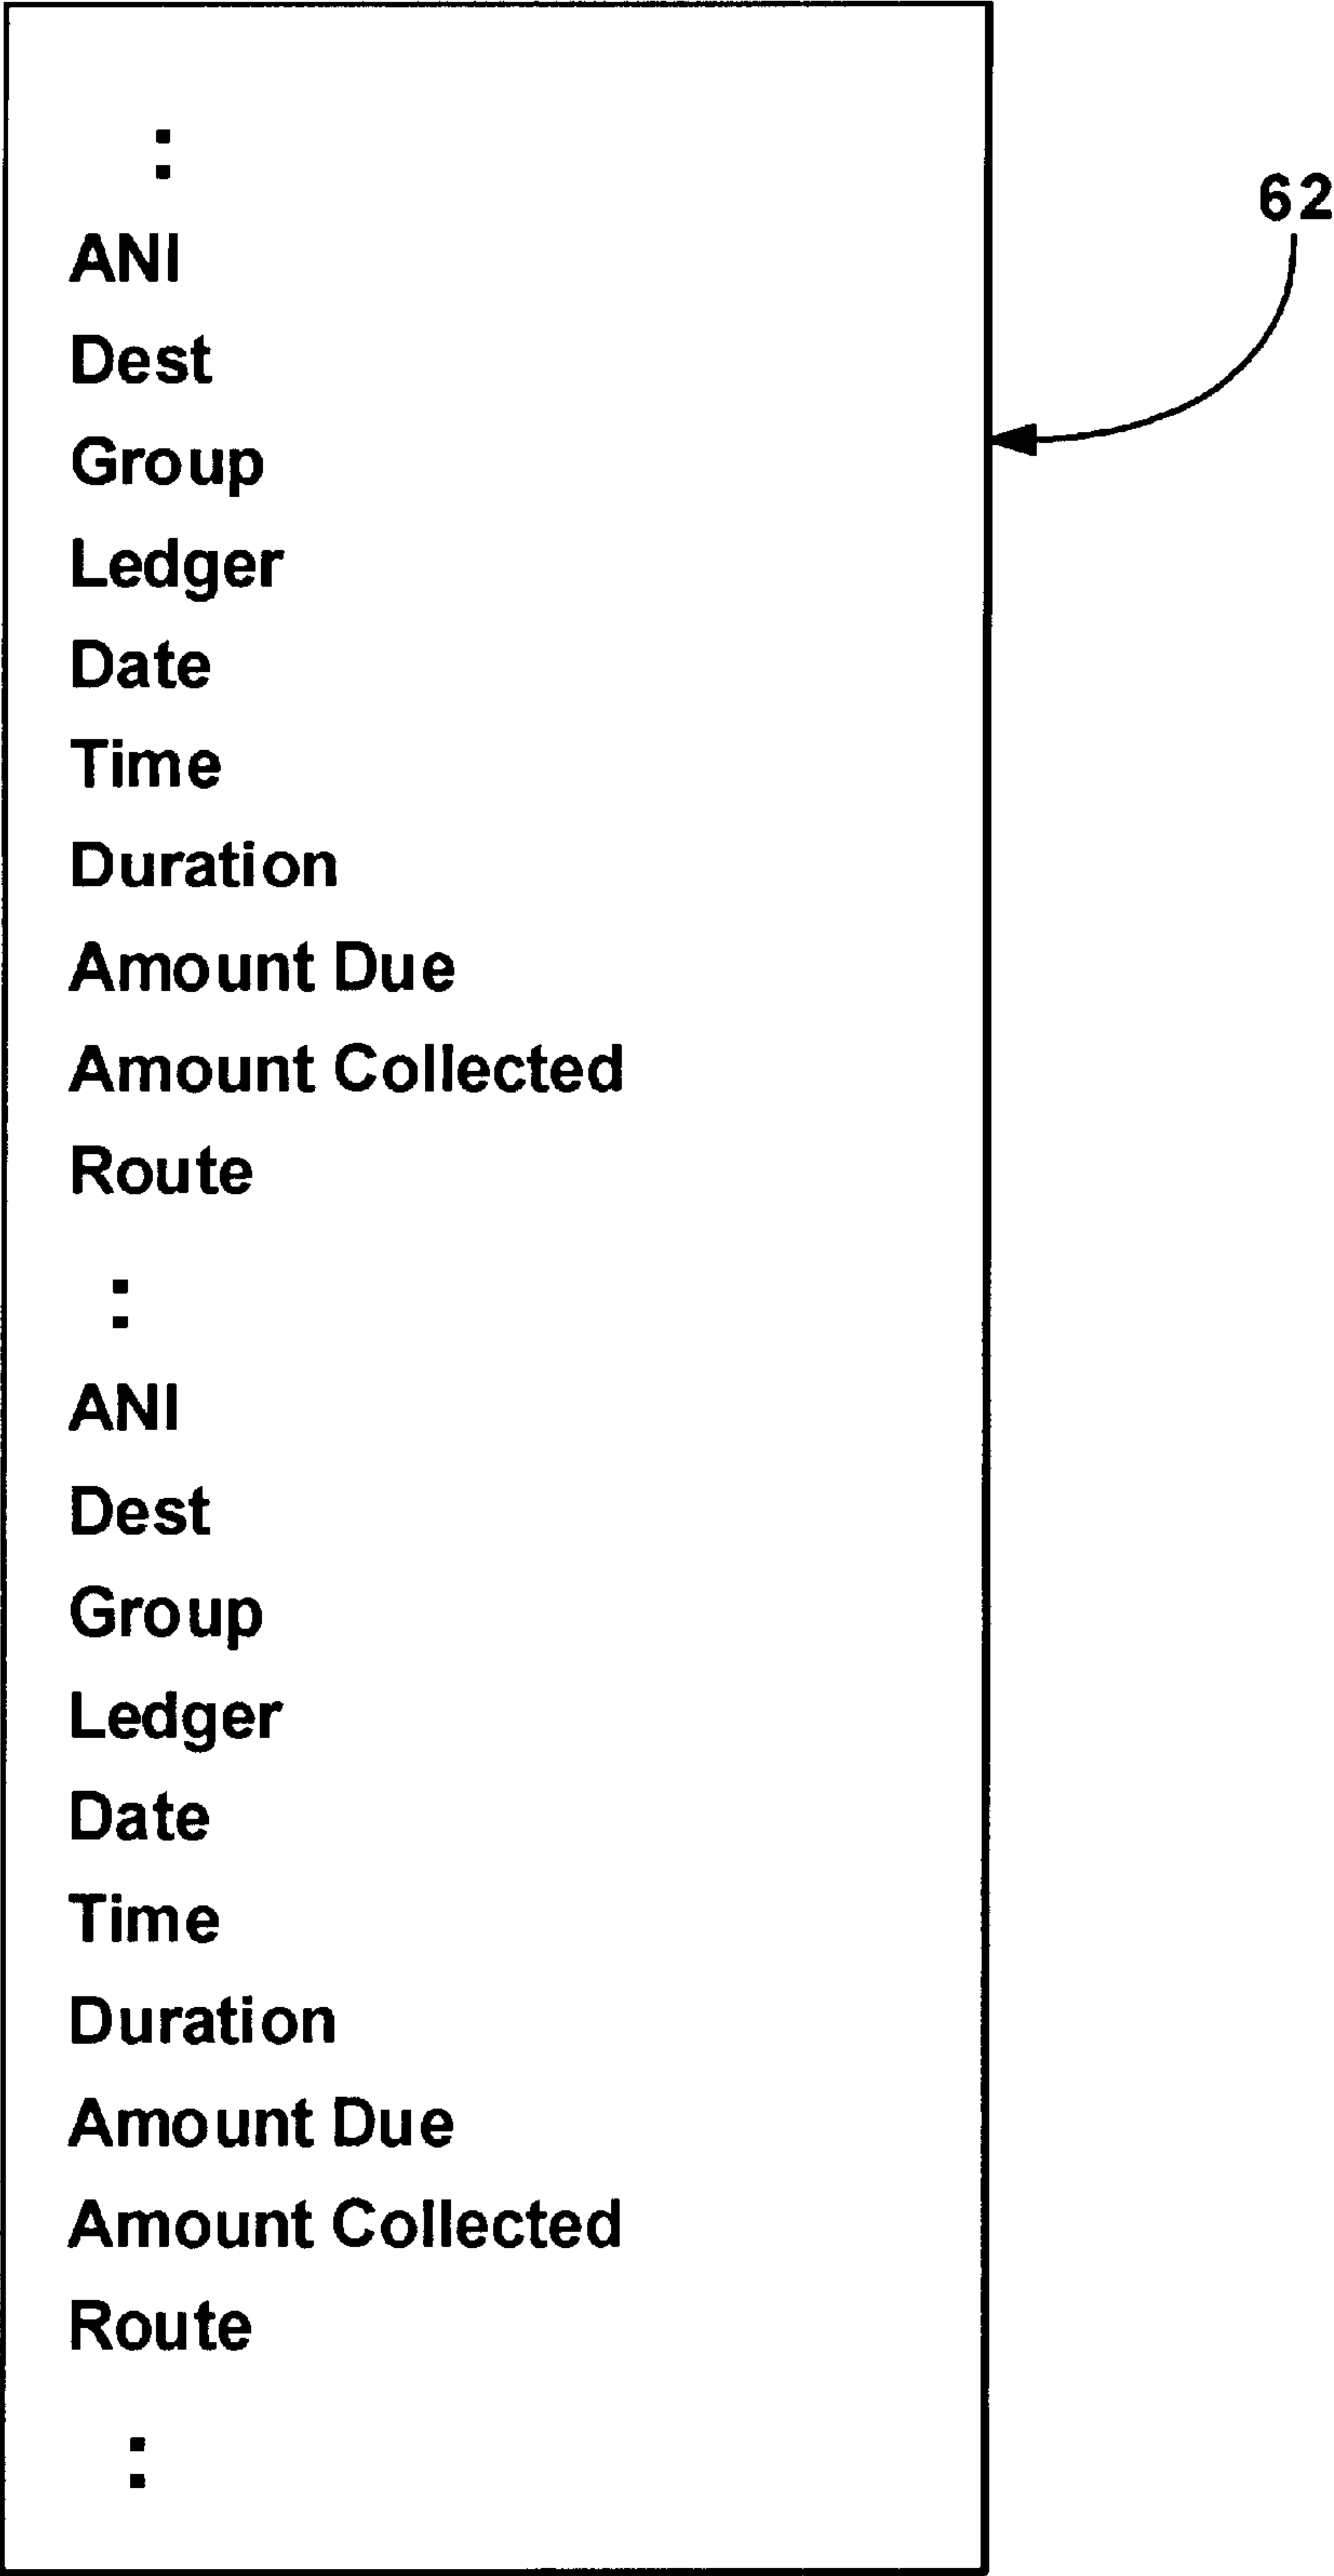 :
62
ANI
Dest
Group
Ledger
Date
Time
Duration
Amount Due
Amount Collected
Route
:
ANI
Dest
Group
Ledger
Date
Time
Duration
Amount Due
Amount Collected
Route
: